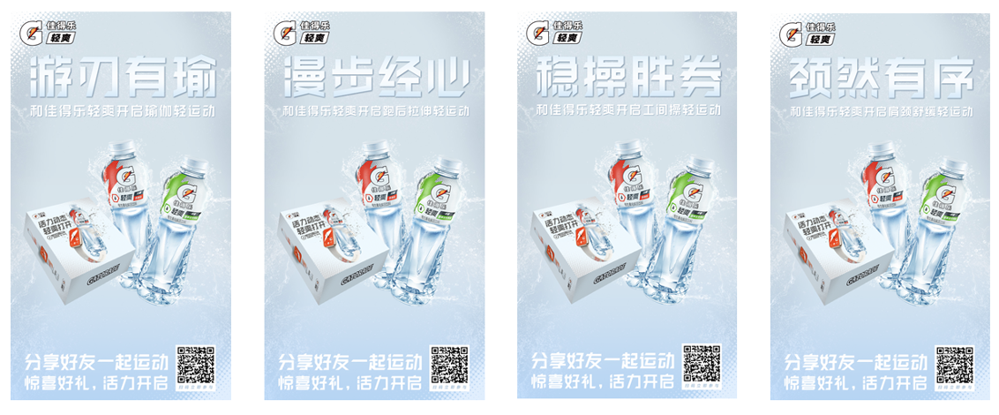 佳得乐
轻爽
游刃有瑜
和佳得乐轻爽开启瑜伽轻运动
佳得乐
轻爽
佳得乐
轻爽
活力动态
轻爽打开
GATORADE
分享好友一起运动
惊喜好礼，活力开启
佳得乐
轻爽
漫步经心
和佳得乐轻爽开启跑后拉伸轻运动
佳得乐
轻爽
佳得乐
轻爽
活力动态
轻爽打开
GATORADE
分享好友一起运动
惊喜好礼，活力开启
佳得乐
轻爽
稳操胜券
和佳得乐轻爽开启工间操轻运动
佳得乐
轻爽
佳得乐
轻爽
活力动态
轻爽打开
GATORADE
分享好友一起运动
惊喜好礼，活力开启
佳得乐
轻爽
颈然有序
和佳得乐轻爽开启肩颈舒缓轻运动
佳得乐
轻爽
佳得乐
轻爽
活力动态
轻爽打开
GATORADE
分享好友一起运动
惊喜好礼，活力开启